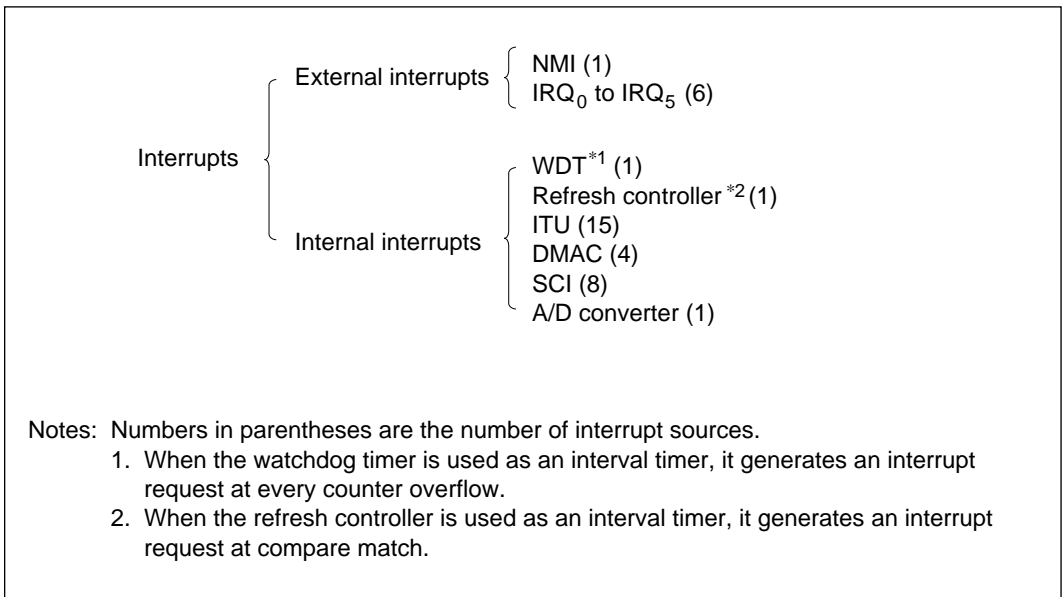 External interrupts
NMI (1)
IRQ0 to IRQ5 (6)
Interrupts
Internal interrupts
WDT*1 (1)
Refresh controller*2 (1)
ITU (15)
DMAC (4)
SCI (8)
A/D converter (1)
Notes: Numbers in parentheses are the number of interrupt sources.
1. When the watchdog timer is used as an interval timer, it generates an interrupt
request at every counter overflow.
2. When the refresh controller is used as an interval timer, it generates an interrupt
request at compare match.